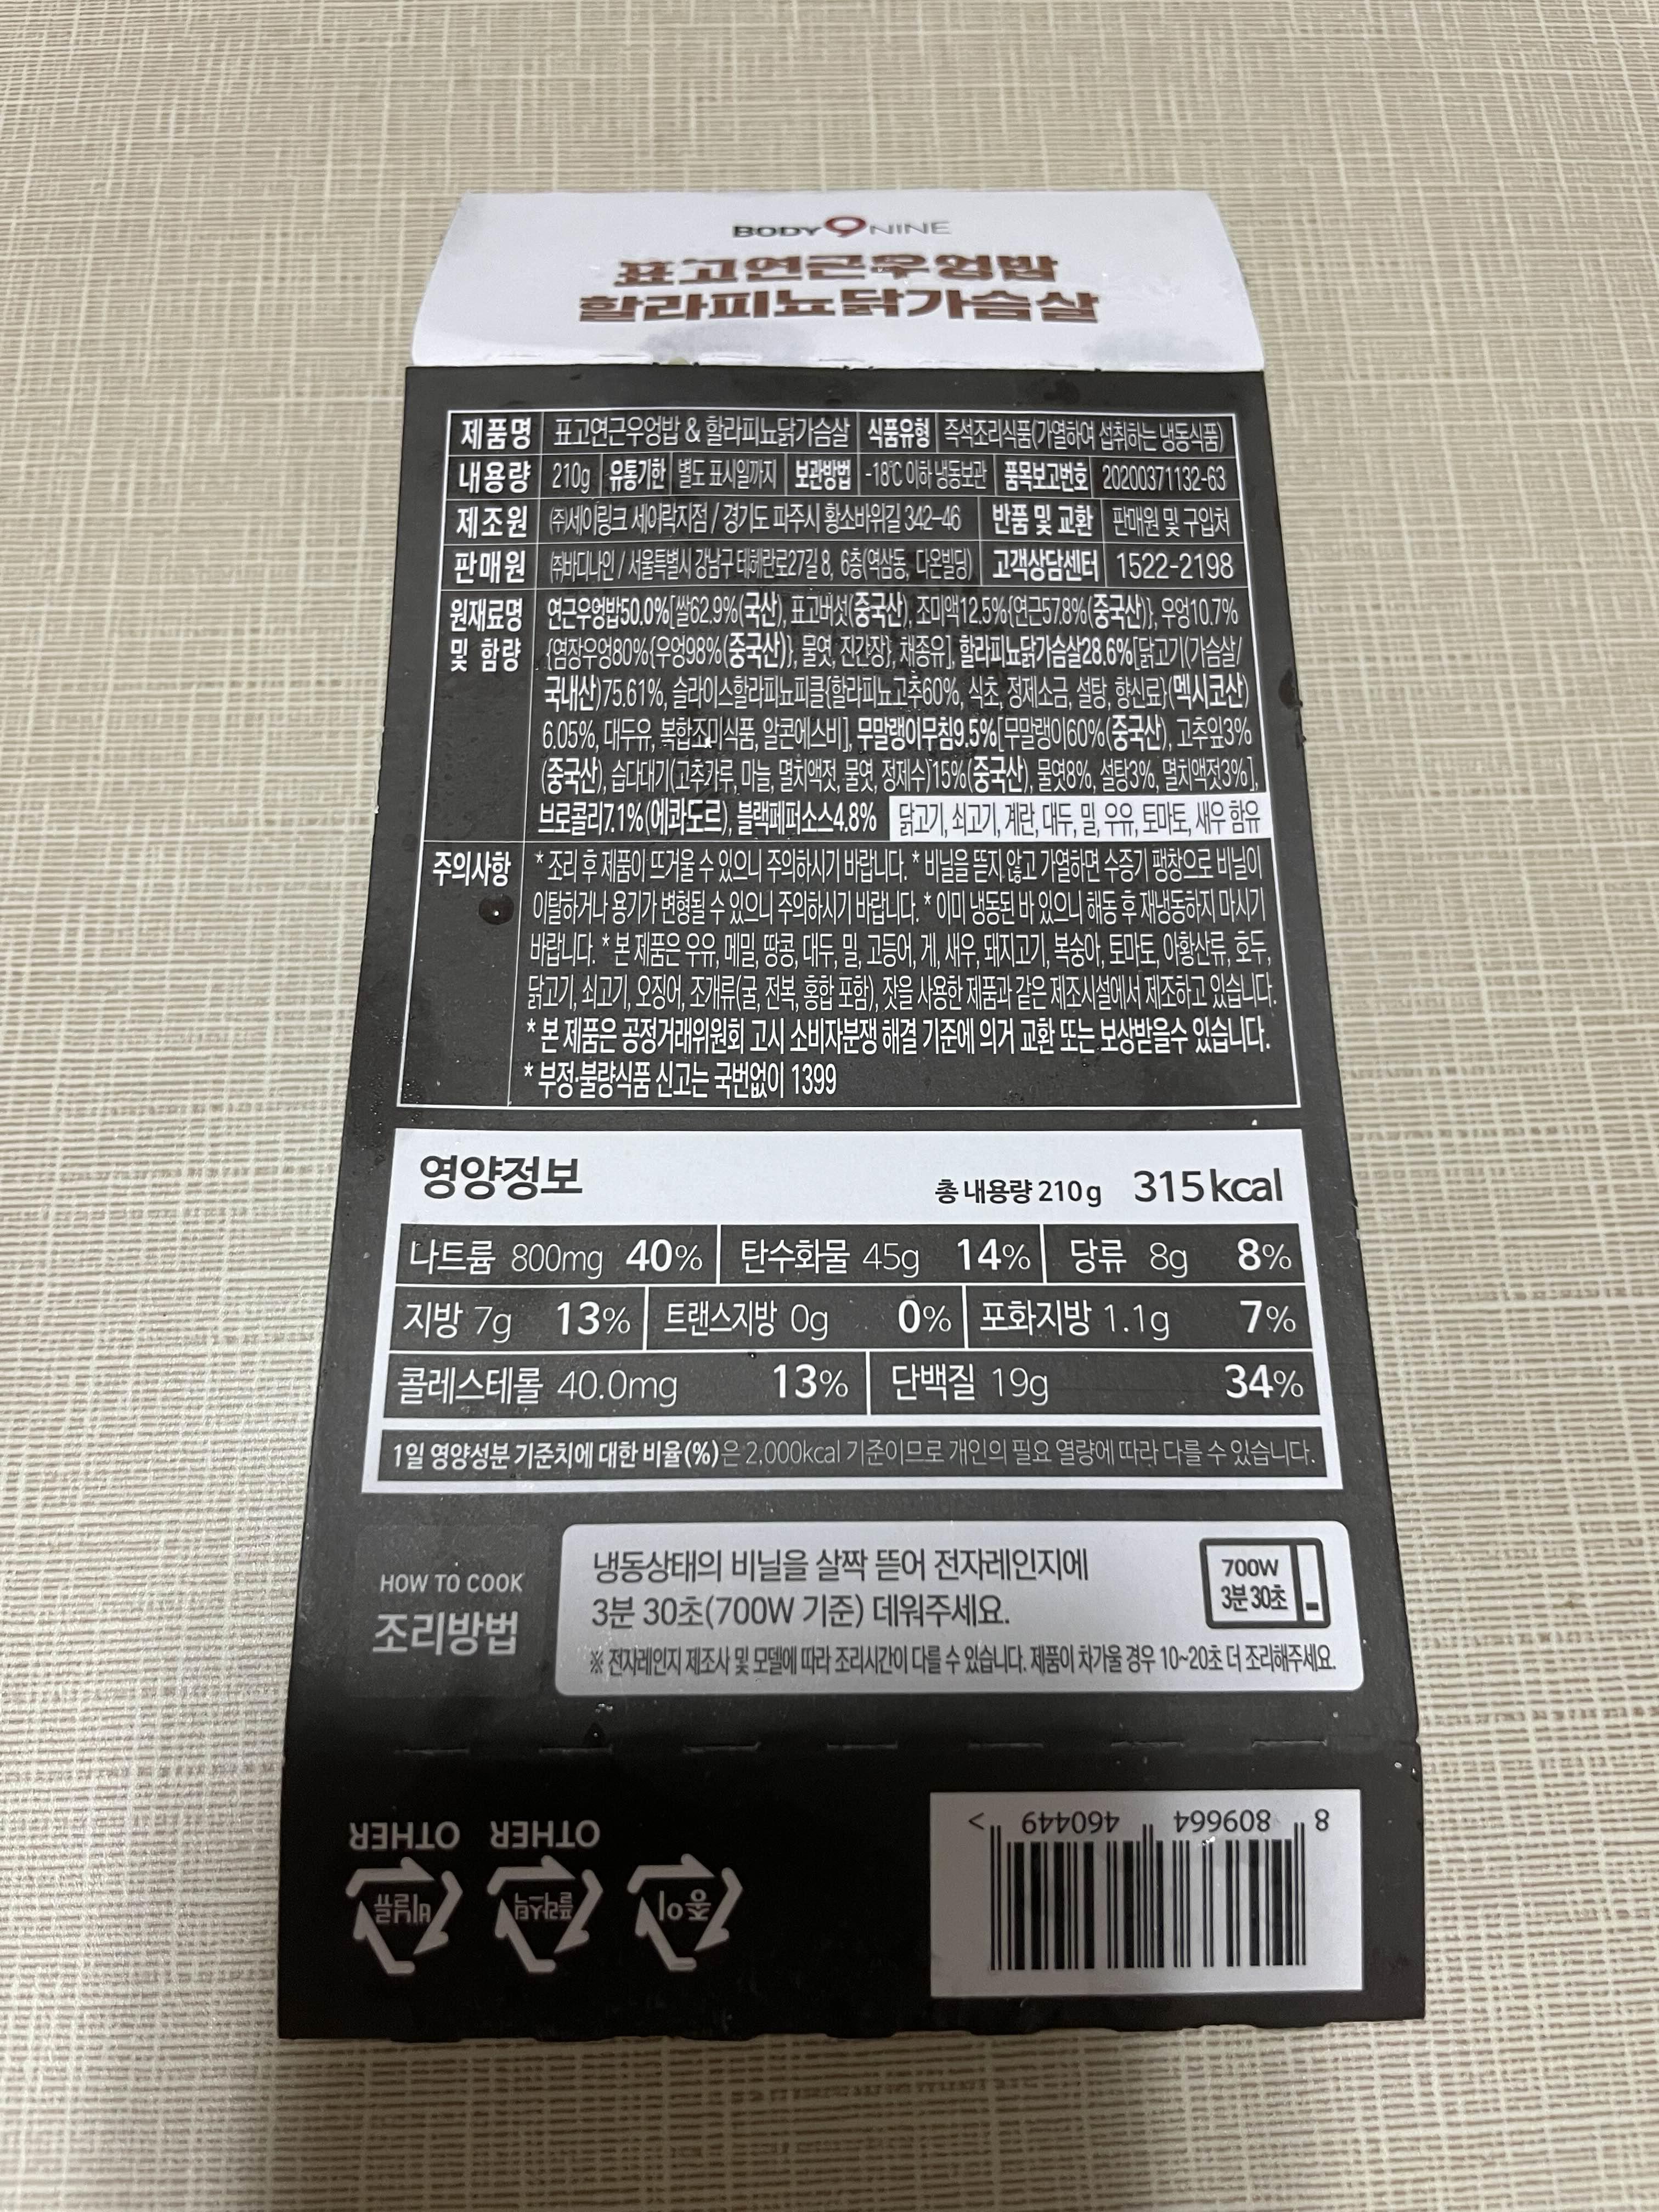 BODY 9 NINE
표고연근우엉밥
할라피뇨닭가슴살
제품명 표고연근우엉밥 & 할라피뇨닭가슴살 식품유형 즉석조리식품(가열하여 섭취하는 냉동식품)
내용량 210g 유통기한 별도 표시일까지 보관방법 -18℃ 이하 냉동보관 품목보고번호 20200371132-63
제조원 ㈜세이링크 세이락지점 / 경기도 파주시 황소바위길 342-46 반품 및 교환 판매원 및 구입처
판매원 ㈜바디나인 / 서울특별시 강남구 테헤란로27길 8, 6층(역삼동, 다온빌딩) 고객상담센터 1522-2198
원재료명 연근우엉밥50.0%[쌀62.9%(국산), 표고버섯(중국산), 조미액12.5%{연근57.8%(중국산)}, 우엉10.7%
및 함량 {염장우엉80%{우엉98%(중국산)}, 물엿, 진간장}, 채종유], 할라피뇨닭가슴살28.6%[닭고기(가슴살/
국내산)75.61%, 슬라이스할라피뇨피클{할라피뇨고추60%, 식초, 정제소금, 설탕, 향신료}(멕시코산)
6.05%, 대두유, 복합조미식품, 알콘에스비], 무말랭이무침9.5%[무말랭이60%(중국산), 고추잎3%
(중국산), 습다대기(고추가루, 마늘, 멸치액젓, 물엿, 정제수)15%(중국산), 물엿8%, 설탕3%, 멸치액젓3%],
브로콜리7.1%(에콰도르), 블랙페퍼소스4.8% 닭고기, 쇠고기, 계란, 대두, 밀, 우유, 토마토, 새우 함유
주의사항 * 조리 후 제품이 뜨거울 수 있으니 주의하시기 바랍니다. * 비닐을 뜯지 않고 가열하면 수증기 팽창으로 비닐이
이탈하거나 용기가 변형될 수 있으니 주의하시기 바랍니다. * 이미 냉동된 바 있으니 해동 후 재냉동하지 마시기
바랍니다. * 본 제품은 우유, 메밀, 땅콩, 대두, 밀, 고등어, 게, 새우, 돼지고기, 복숭아, 토마토, 아황산류, 호두,
닭고기, 쇠고기, 오징어, 조개류(굴, 전복, 홍합 포함), 잣을 사용한 제품과 같은 제조시설에서 제조하고 있습니다.
* 본 제품은 공정거래위원회 고시 소비자분쟁 해결 기준에 의거 교환 또는 보상받을수 있습니다.
* 부정·불량식품 신고는 국번없이 1399
영양정보 총 내용량 210g 315kcal
나트륨 800mg 40% 탄수화물 45g 14% 당류 8g 8%
지방 7g 13% 트랜스지방 0g 0% 포화지방 1.1g 7%
콜레스테롤 40.0mg 13% 단백질 19g 34%
1일 영양성분 기준치에 대한 비율(%)은 2,000kcal 기준이므로 개인의 필요 열량에 따라 다를 수 있습니다.
HOW TO COOK
조리방법
냉동상태의 비닐을 살짝 뜯어 전자레인지에
3분 30초(700W 기준) 데워주세요.
※ 전자레인지 제조사 및 모델에 따라 조리시간이 다를 수 있습니다. 제품이 차가울 경우 10~20초 더 조리해주세요.
700W
3분 30초
8 809664 460449 >
종이
플라스틱
OTHER
비닐류
OTHER